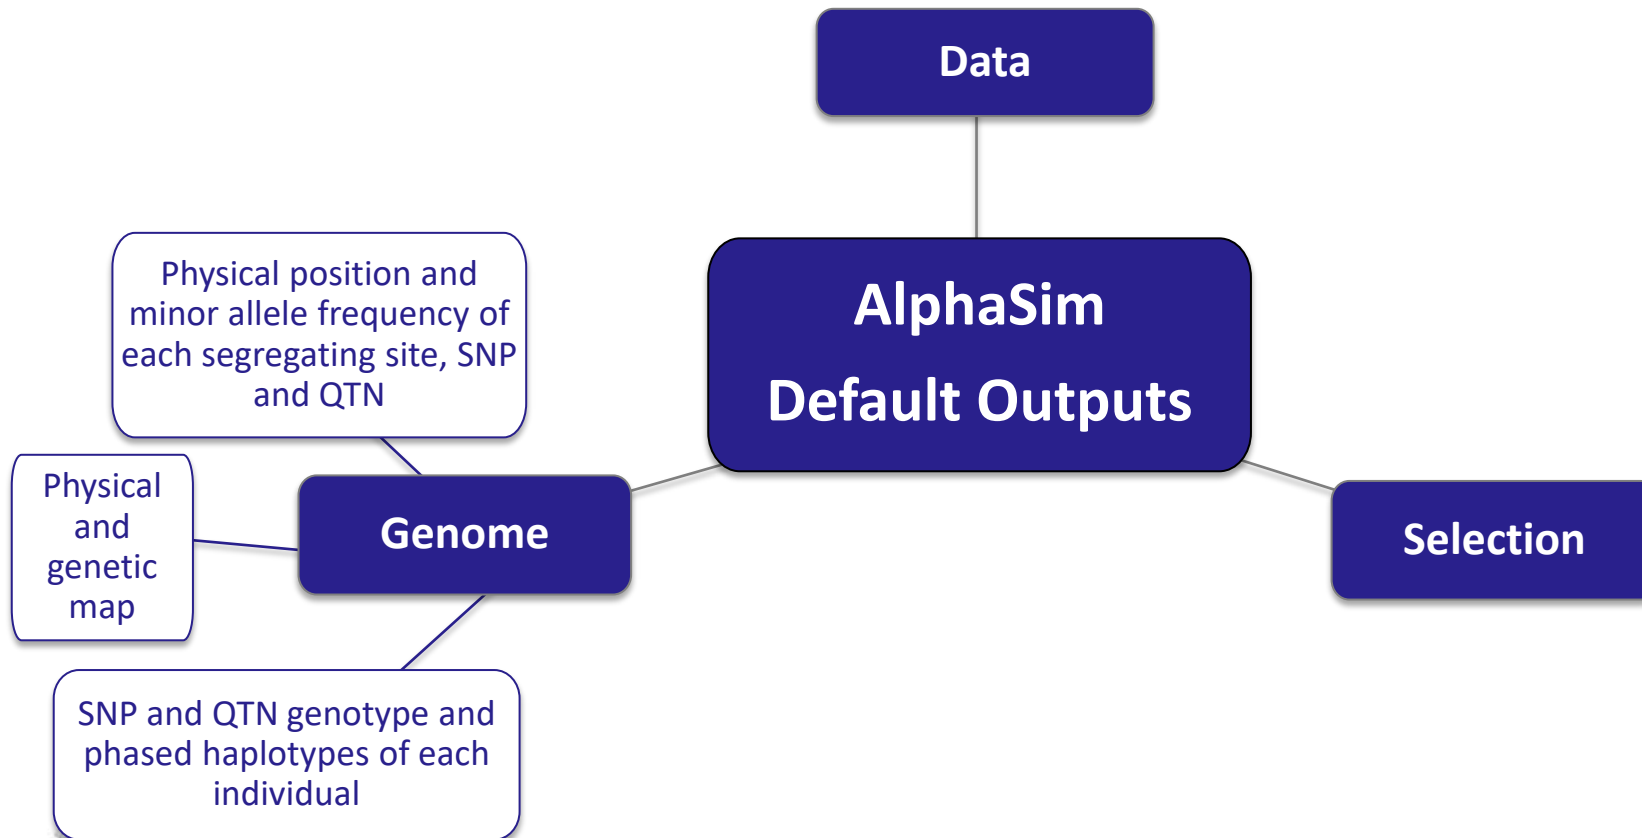 Data
AlphaSim
Default Outputs
Physical position and
minor allele frequency of
each segregating site, SNP
and QTN
Physical
and
genetic
map
Genome
Selection
SNP and QTN genotype and
phased haplotypes of each
individual